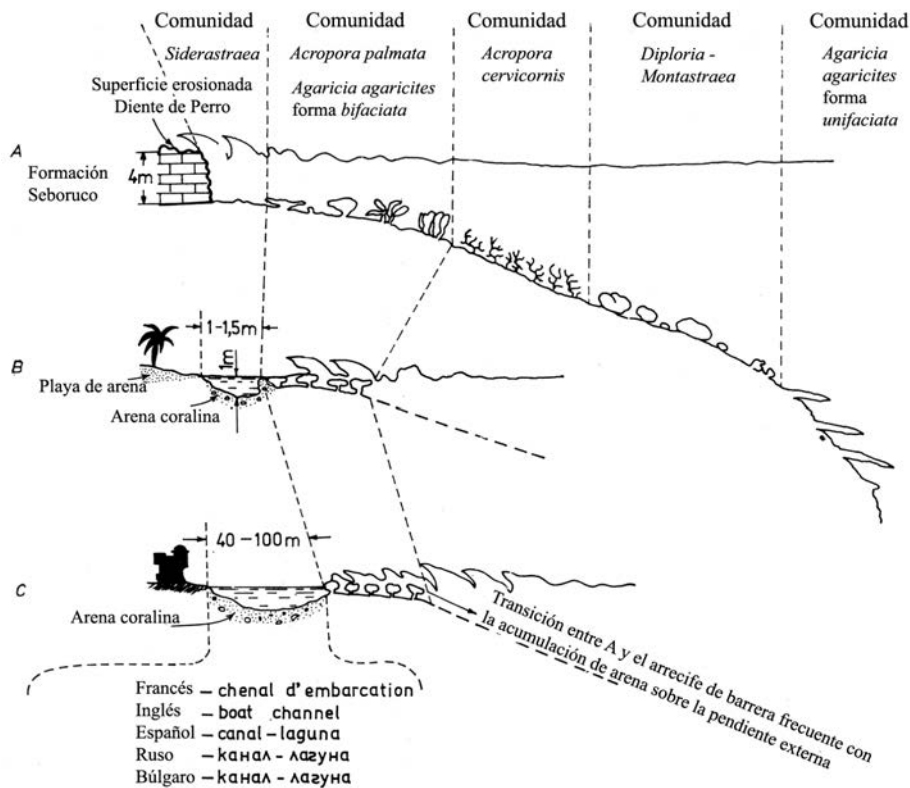 Comunidad
Siderastraea
Comunidad
Acropora palmata
Agaricia agaricites
forma bifaciata
Comunidad
Acropora
cervicornis
Comunidad
Diploria -
Montastraea
Comunidad
Agaricia
agaricites
forma
unifaciata
Superficie erosionada
Diente de Perro
A
4m
Formación
Seboruco
1-1,5m
1m
B
Playa de arena
Arena coralina
40-100m
C
Arena coralina
Transición entre A y el arrecife de barrera frecuente con
la acumulación de arena sobre la pendiente externa
Francés – chenal d'embarcation
Inglés – boat channel
Español – canal-laguna
Ruso – канал - лагуна
Búlgaro – канал - лагуна